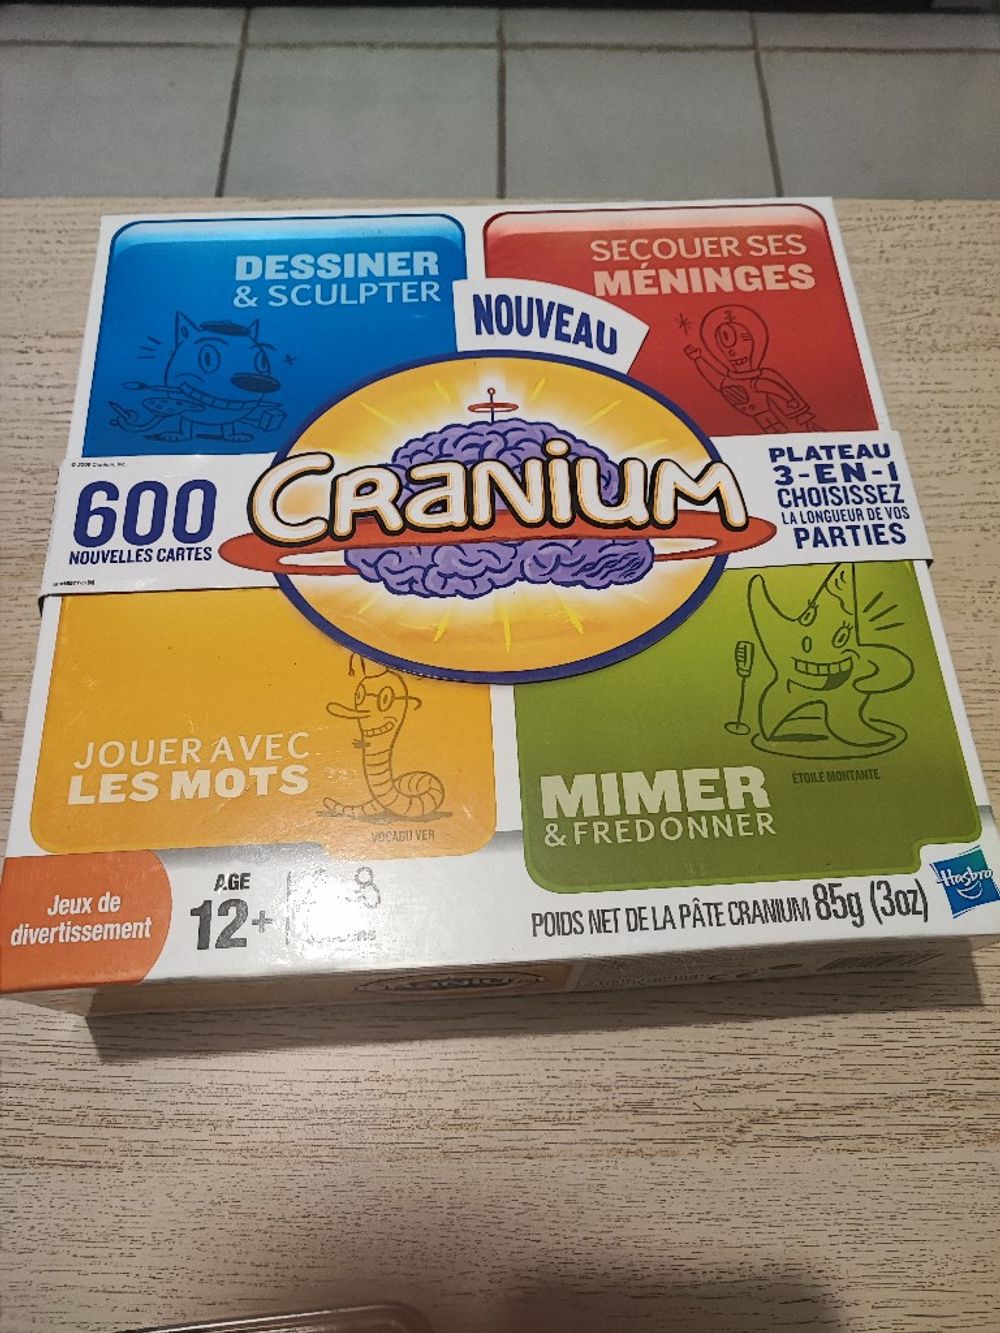 DESSINER
& SCULPTER
SECOUER SES
MÉNINGES
NOUVEAU
CRANIUM
600
NOUVELLES CARTES
PLATEAU
3-EN-1
CHOISISSEZ
LA LONGUEUR DE VOS
PARTIES
JOUER AVEC
LES MOTS
VOCABU VER
ÉTOILE MONTANTE
MIMER
& FREDONNER
Jeux de
divertissement
AGE
12+
8
POIDS NET DE LA PÂTE CRANIUM 85g (3oz)
Hasbro